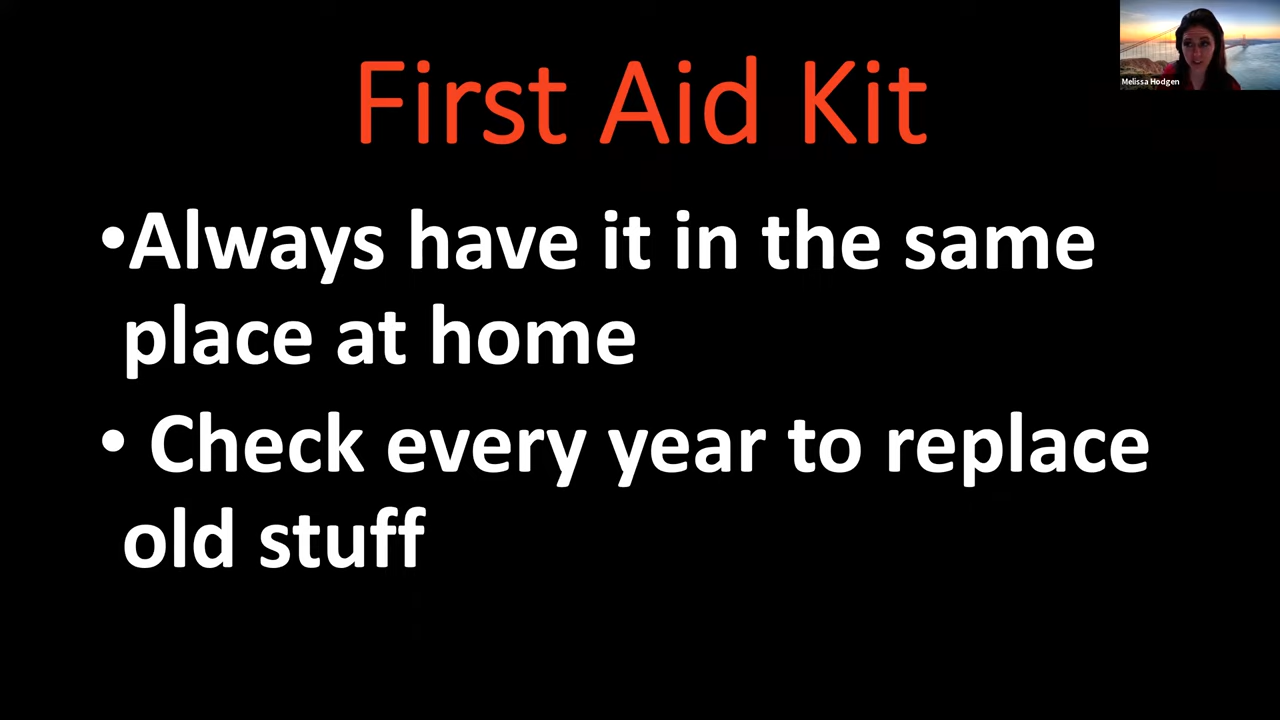 First Aid Kit
Melissa Hodgen
•Always have it in the same
place at home
• Check every year to replace
old stuff